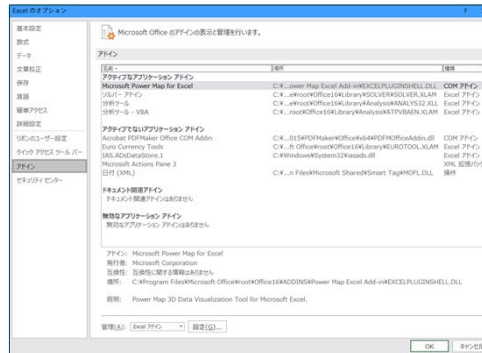 Excel のオプション
?
基本設定
数式
データ
文章校正
保存
言語
簡単アクセス
詳細設定
リボンのユーザー設定
クイック アクセス ツール バー
アドイン
セキュリティ センター
Microsoft Office のアドインの表示と管理を行います。
アドイン
名前 場所 種類
アクティブなアプリケーション アドイン
Microsoft Power Map for Excel C:¥...ower Map Excel Add-in¥EXCELPLUGINSHELL.DLL COM アドイン
ソルバー アドイン C:¥...e¥root¥Office16¥Library¥SOLVER¥SOLVER.XLAM Excel アドイン
分析ツール C:¥...e¥root¥Office16¥Library¥Analysis¥ANALYS32.XLL Excel アドイン
分析ツール - VBA C:¥...root¥Office16¥Library¥Analysis¥ATPVBAEN.XLAM Excel アドイン
アクティブでないアプリケーション アドイン
Acrobat PDFMaker Office COM Addin C:¥...015¥PDFMaker¥Office¥x64¥PDFMOfficeAddin.dll COM アドイン
Euro Currency Tools C:¥...ft Office¥root¥Office16¥Library¥EUROTOOL.XLAM Excel アドイン
IAS.ADsDataStore.1 C:¥Windows¥System32¥iasads.dll Excel アドイン
Microsoft Actions Pane 3 XML 拡張パック
日付 (XML) C:¥...n Files¥Microsoft Shared¥Smart Tag¥MOFL.DLL 操作
ドキュメント関連アドイン
ドキュメント関連アドインはありません
無効なアプリケーション アドイン
無効なアプリケーション アドインはありません
アドイン: Microsoft Power Map for Excel
発行者: Microsoft Corporation
互換性: 互換性に関する情報はありません
場所: C:¥Program Files¥Microsoft Office¥root¥Office16¥ADDINS¥Power Map Excel Add-in¥EXCELPLUGINSHELL.DLL
説明: Power Map 3D Data Visualization Tool for Microsoft Excel.
管理(A): Excel アドイン 設定(G)...
OK キャンセル